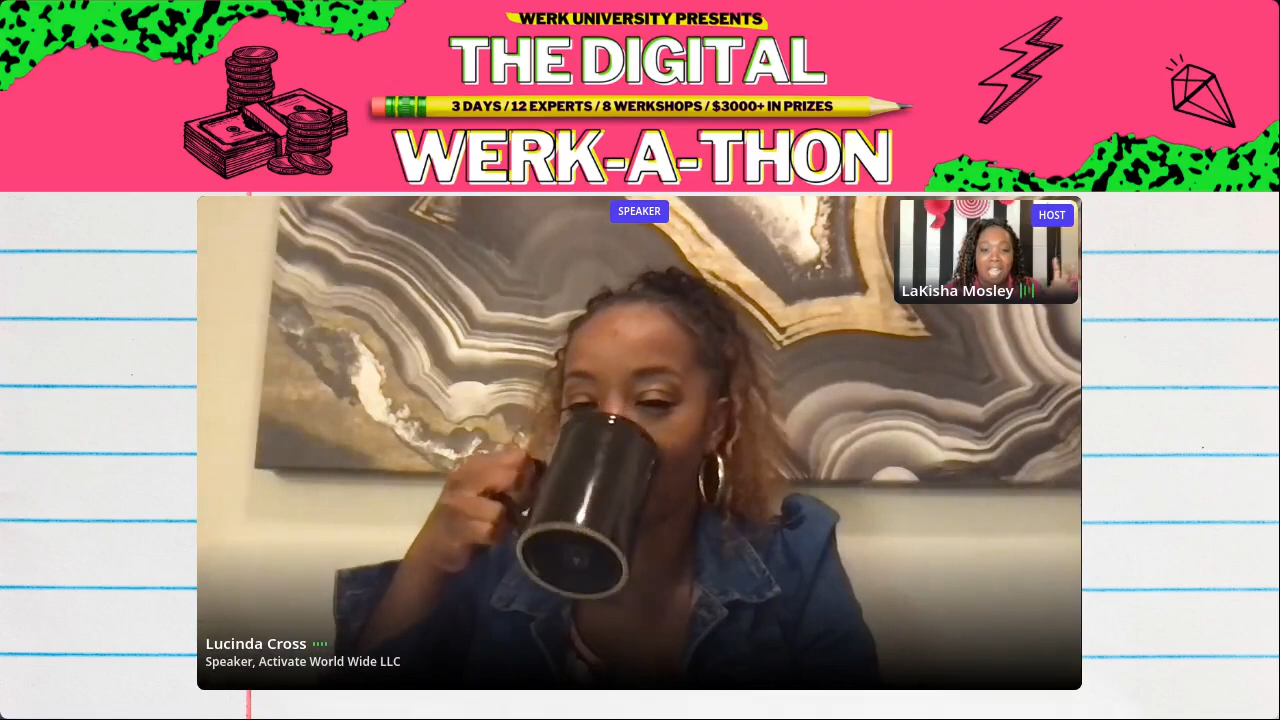 WERK UNIVERSITY PRESENTS
THE DIGITAL
3 DAYS / 12 EXPERTS / 8 WERKSHOPS / $3000+ IN PRIZES
WERK-A-THON
SPEAKER
HOST
LaKisha Mosley
Lucinda Cross
Speaker, Activate World Wide LLC